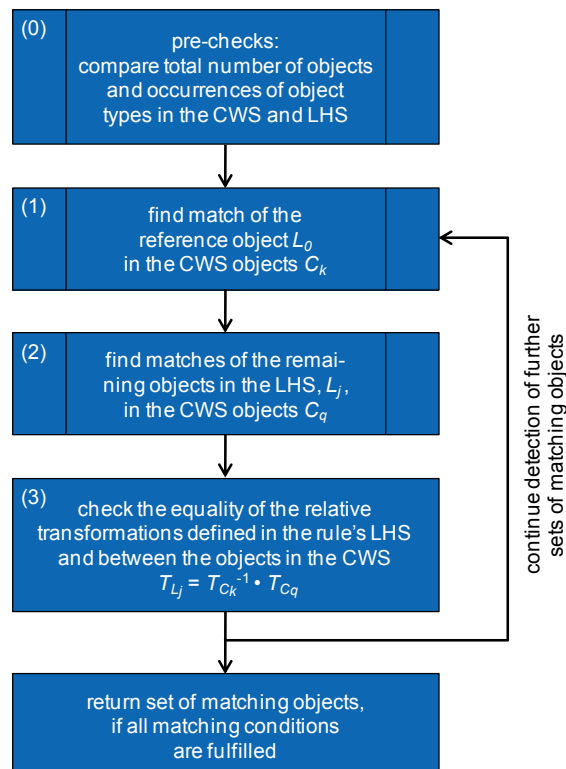 (0)
pre-checks:
compare total number of objects
and occurrences of object
types in the CWS and LHS
(1)
find match of the
reference object L₀
in the CWS objects Cₖ
(2)
find matches of the remai-
ning objects in the LHS, Lⱼ ,
in the CWS objects C_q
(3)
check the equality of the relative
transformations defined in the rule's LHS
and between the objects in the CWS
T_Lj = T_Ck⁻¹ • T_Cq
continue detection of further
sets of matching objects
return set of matching objects,
if all matching conditions
are fulfilled